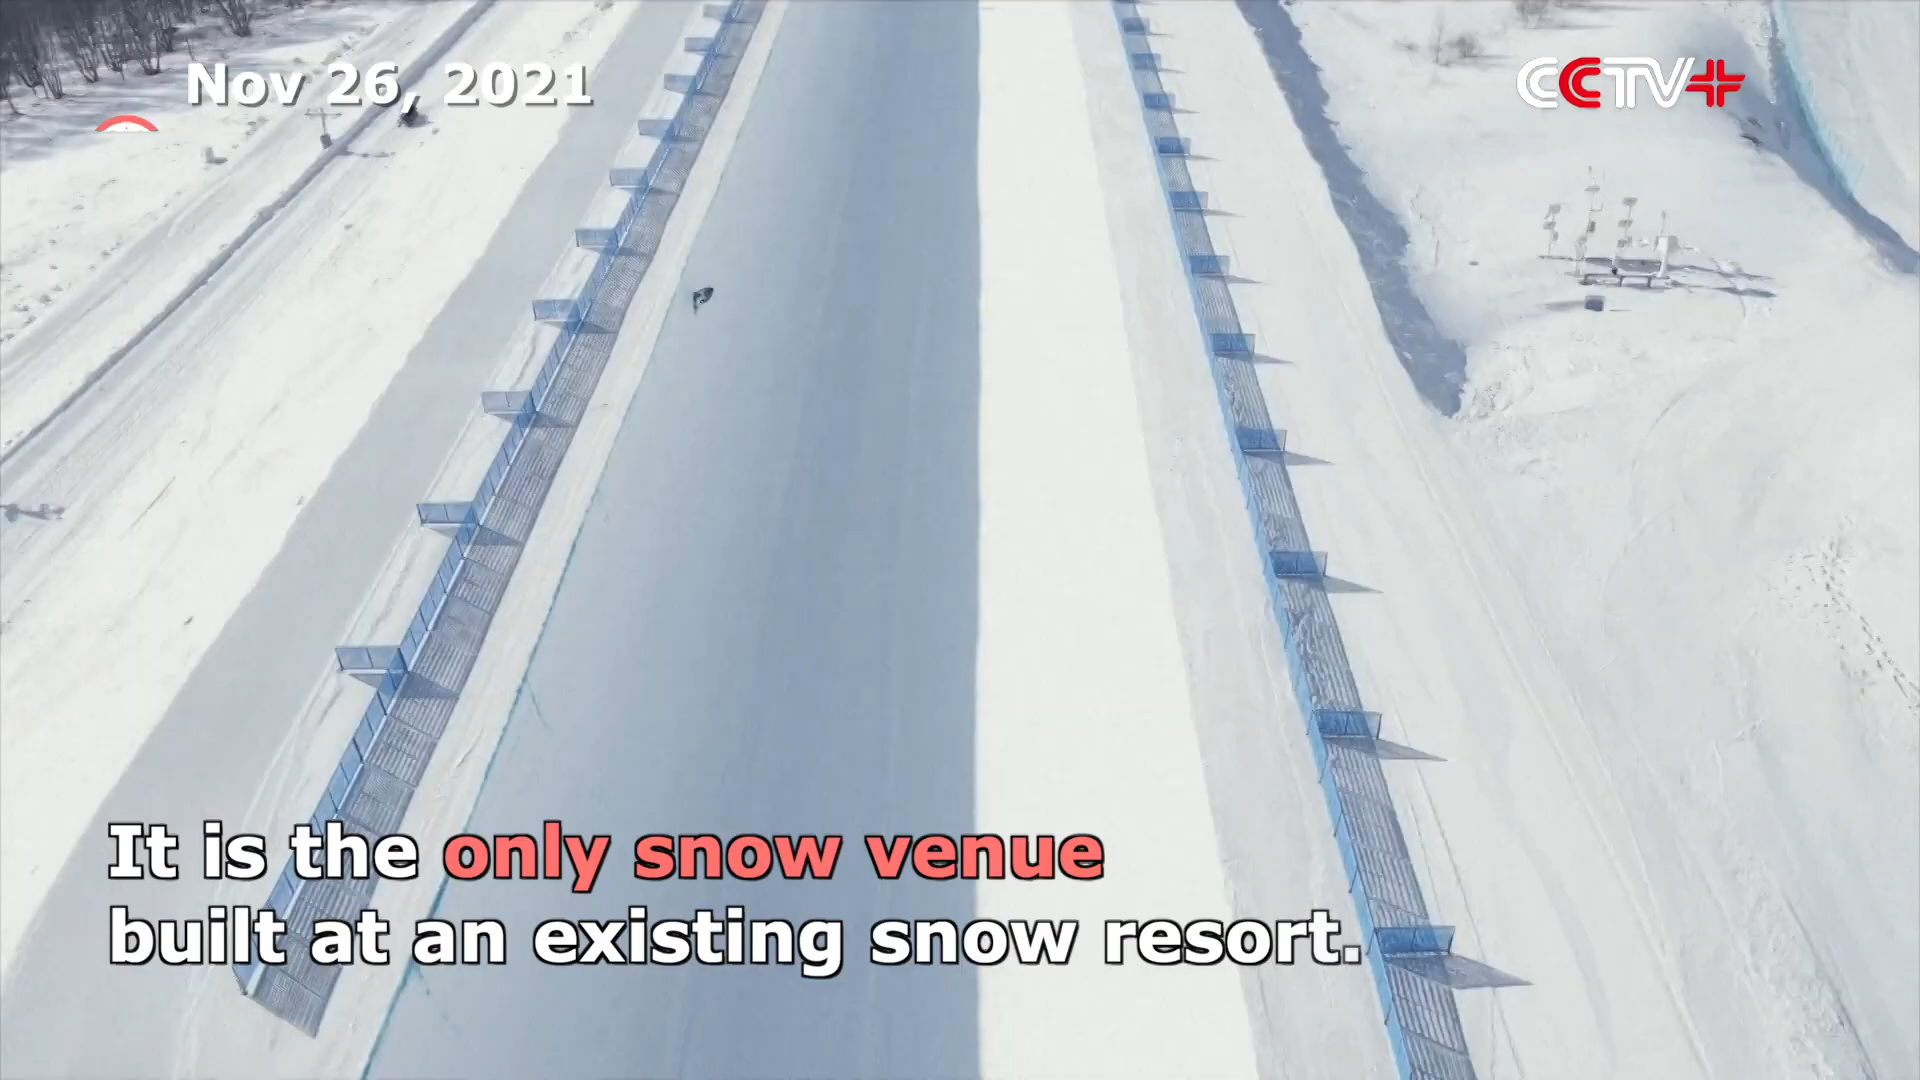 Nov 26, 2021
CCTV+
It is the only snow venue
built at an existing snow resort.